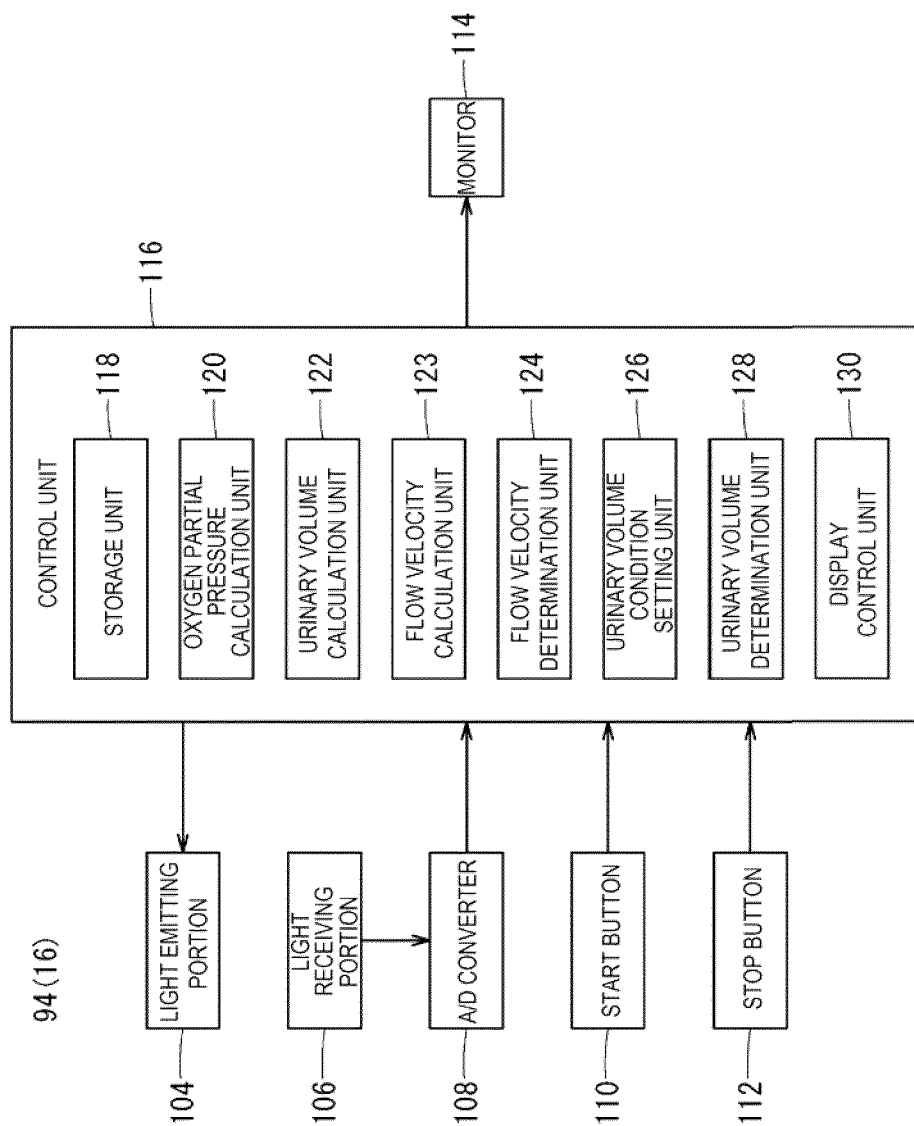 94 (16)
LIGHT EMITTING
PORTION
104
LIGHT
RECEIVING
PORTION
106
A/D CONVERTER
108
START BUTTON
110
STOP BUTTON
112
CONTROL UNIT
116
STORAGE UNIT
118
OXYGEN PARTIAL
PRESSURE
CALCULATION UNIT
120
URINARY VOLUME
CALCULATION UNIT
122
FLOW VELOCITY
CALCULATION UNIT
123
FLOW VELOCITY
DETERMINATION UNIT
124
URINARY VOLUME
CONDITION
SETTING UNIT
126
URINARY VOLUME
DETERMINATION UNIT
128
DISPLAY
CONTROL UNIT
130
MONITOR
114